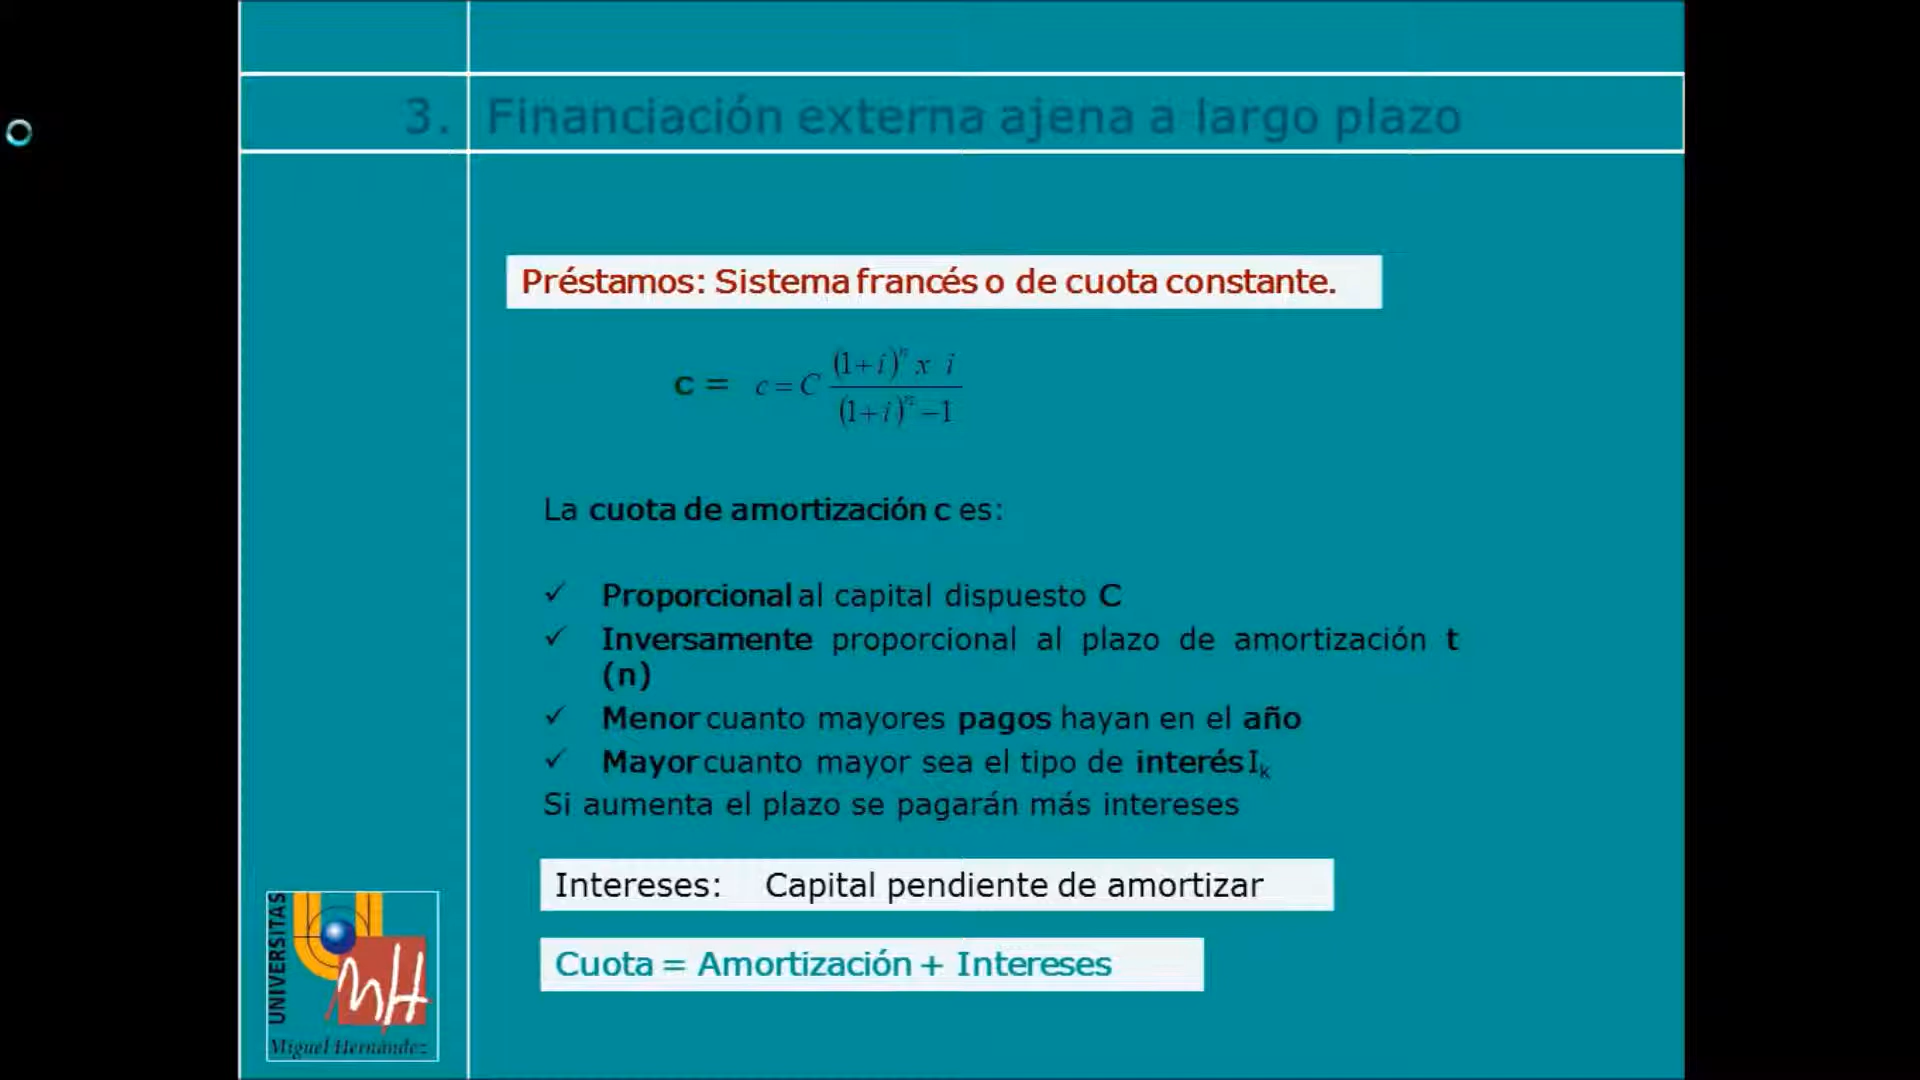 3. Financiación externa ajena a largo plazo
Préstamos: Sistema francés o de cuota constante.
c = c = C (1+i)^n x i / (1+i)^n −1
La cuota de amortización c es:
✓ Proporcional al capital dispuesto C
✓ Inversamente proporcional al plazo de amortización t
(n)
✓ Menor cuanto mayores pagos hayan en el año
✓ Mayor cuanto mayor sea el tipo de interés I_k
Si aumenta el plazo se pagarán más intereses
Intereses: Capital pendiente de amortizar
Cuota = Amortización + Intereses
UNIVERSITAS
MH
Miguel Hernández